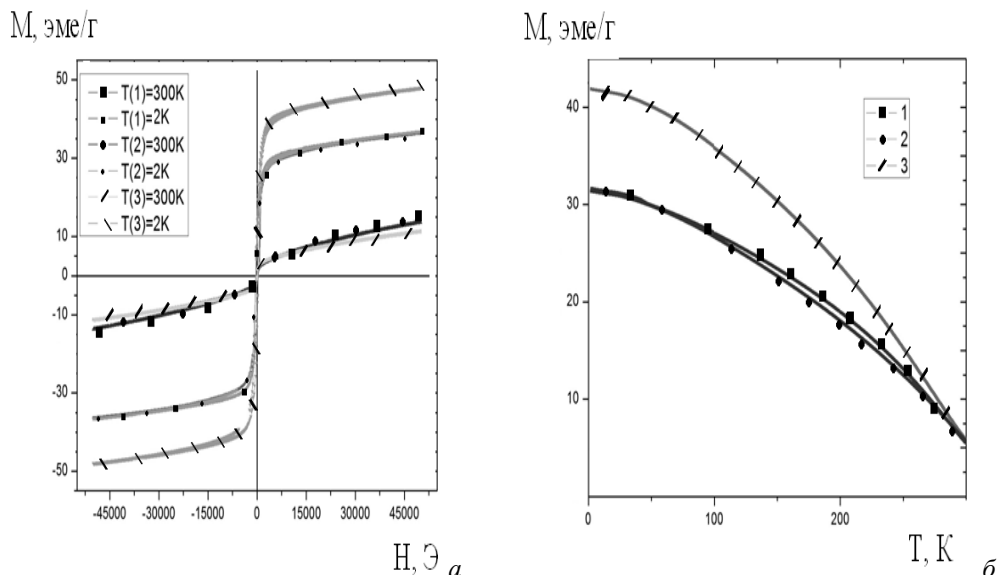 М, эме/г
50
30
10
0
-10
-30
-50
T(1)=300K
T(1)=2K
T(2)=300K
T(2)=2K
T(3)=300K
T(3)=2K
-45000 -30000 -15000 0 15000 30000 45000
Н, Э а
М, эме/г
40
30
20
10
1
2
3
0 100 200
Т, К б